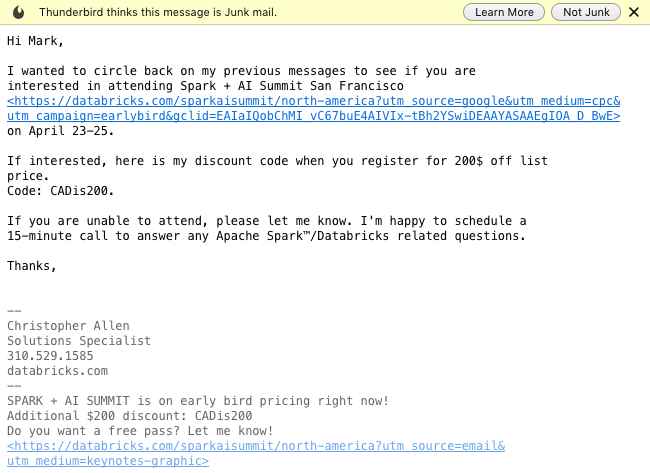 Thunderbird thinks this message is Junk mail. Learn More Not Junk
Hi Mark,
I wanted to circle back on my previous messages to see if you are
interested in attending Spark + AI Summit San Francisco
<https://databricks.com/sparkaisummit/north-america?utm_source=google&utm_medium=cpc&
utm_campaign=earlybird&gclid=EAIaIQobChMI_vC67buE4AIVIx-tBh2YSwiDEAAYASAAEgIOA_D_BwE>
on April 23-25.
If interested, here is my discount code when you register for 200$ off list
price.
Code: CADis200.
If you are unable to attend, please let me know. I'm happy to schedule a
15-minute call to answer any Apache Spark™/Databricks related questions.
Thanks,
--
Christopher Allen
Solutions Specialist
310.529.1585
databricks.com
--
SPARK + AI SUMMIT is on early bird pricing right now!
Additional $200 discount: CADis200
Do you want a free pass? Let me know!
<https://databricks.com/sparkaisummit/north-america?utm_source=email&
utm_medium=keynotes-graphic>